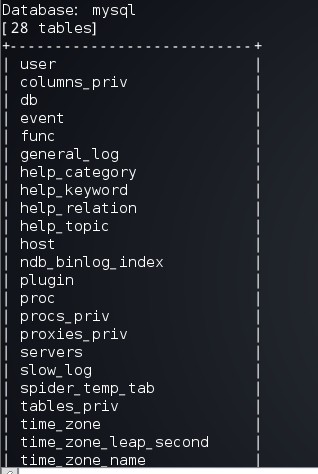 Database: mysql
[28 tables]
+---------------------------+
| user |
| columns_priv |
| db |
| event |
| func |
| general_log |
| help_category |
| help_keyword |
| help_relation |
| help_topic |
| host |
| ndb_binlog_index |
| plugin |
| proc |
| procs_priv |
| proxies_priv |
| servers |
| slow_log |
| spider_temp_tab |
| tables_priv |
| time_zone |
| time_zone_leap_second |
| time_zone_name |